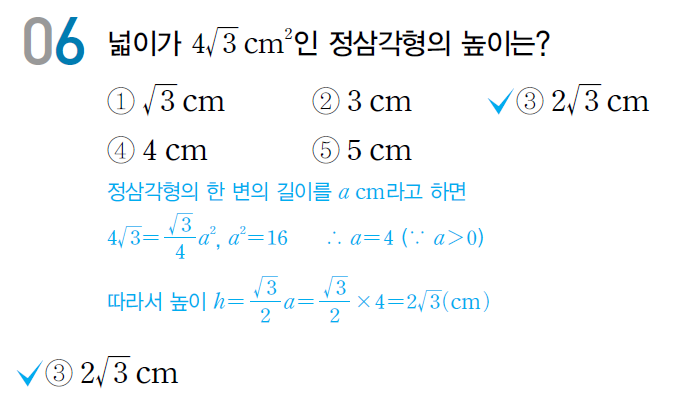 06 넓이가 4√3 cm²인 정삼각형의 높이는?
① √3 cm ② 3 cm ③ 2√3 cm
④ 4 cm ⑤ 5 cm
정삼각형의 한 변의 길이를 a cm라고 하면
4√3=√3/4 a², a²=16 ∴ a=4 (∵ a>0)
따라서 높이 h=√3/2 a=√3/2 ×4=2√3(cm)
③ 2√3 cm